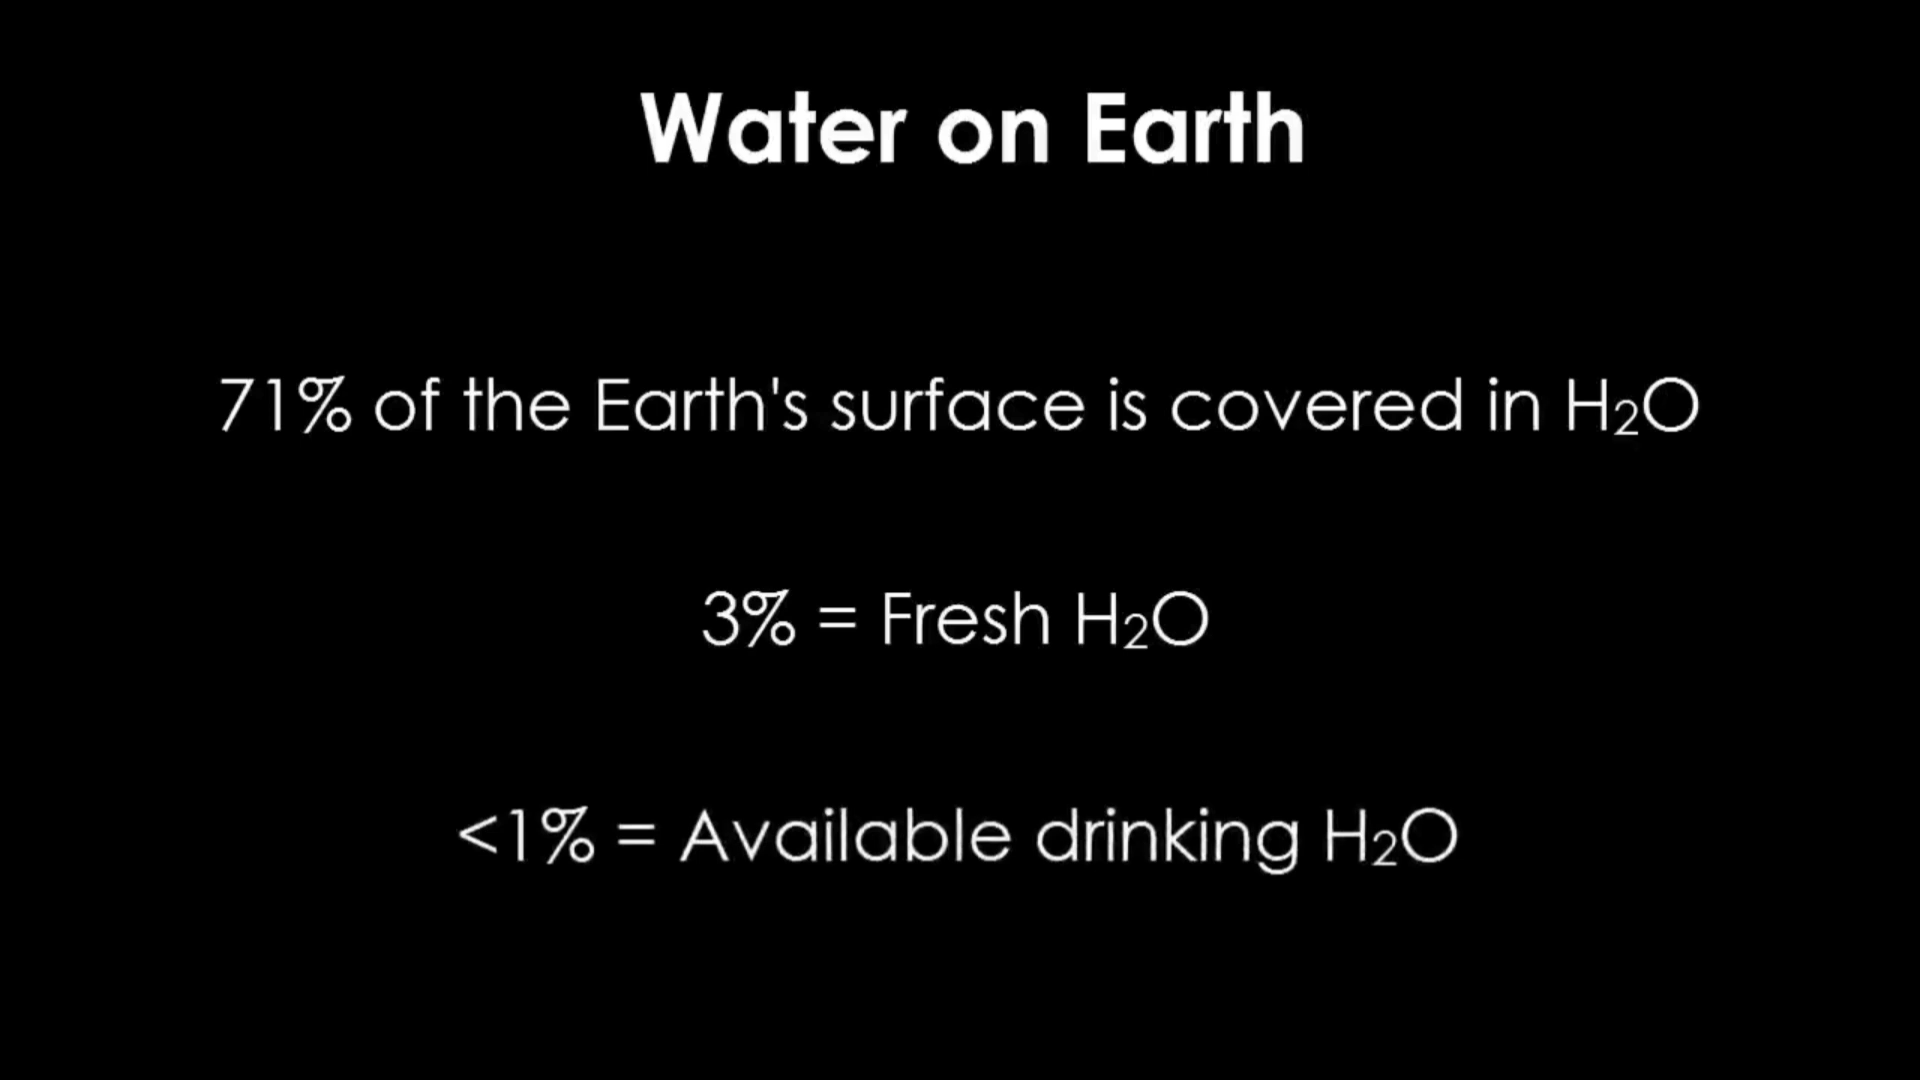 Water on Earth
71% of the Earth's surface is covered in H₂O
3% = Fresh H₂O
<1% = Available drinking H₂O